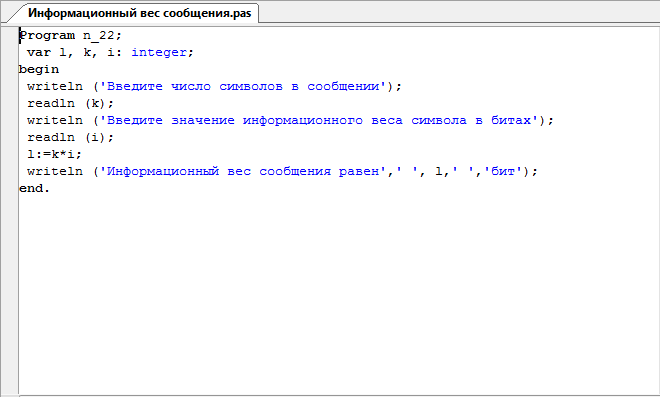 Информационный вес сообщения.pas
Program n_22;
var l, k, i: integer;
begin
writeln ('Введите число символов в сообщении');
readln (k);
writeln ('Введите значение информационного веса символа в битах');
readln (i);
l:=k*i;
writeln ('Информационный вес сообщения равен',' ', l,' ','бит');
end.